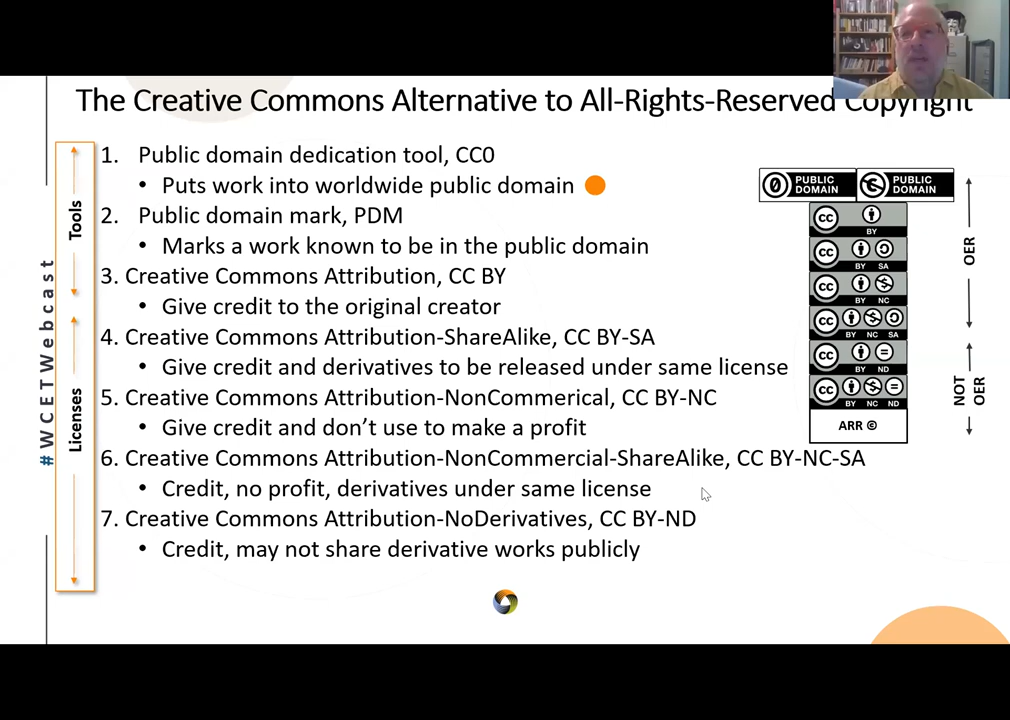 The Creative Commons Alternative to All-Rights-Reserved Copyright
1. Public domain dedication tool, CC0
• Puts work into worldwide public domain
2. Public domain mark, PDM
• Marks a work known to be in the public domain
3. Creative Commons Attribution, CC BY
• Give credit to the original creator
4. Creative Commons Attribution-ShareAlike, CC BY-SA
• Give credit and derivatives to be released under same license
5. Creative Commons Attribution-NonCommerical, CC BY-NC
• Give credit and don’t use to make a profit
6. Creative Commons Attribution-NonCommercial-ShareAlike, CC BY-NC-SA
• Credit, no profit, derivatives under same license
7. Creative Commons Attribution-NoDerivatives, CC BY-ND
• Credit, may not share derivative works publicly
#WCETWebcast
Tools
Licenses
0 PUBLIC DOMAIN
PUBLIC DOMAIN
cc BY
cc BY SA
cc BY NC
cc BY NC SA
cc BY ND
cc BY NC ND
ARR ©
OER
NOT
OER